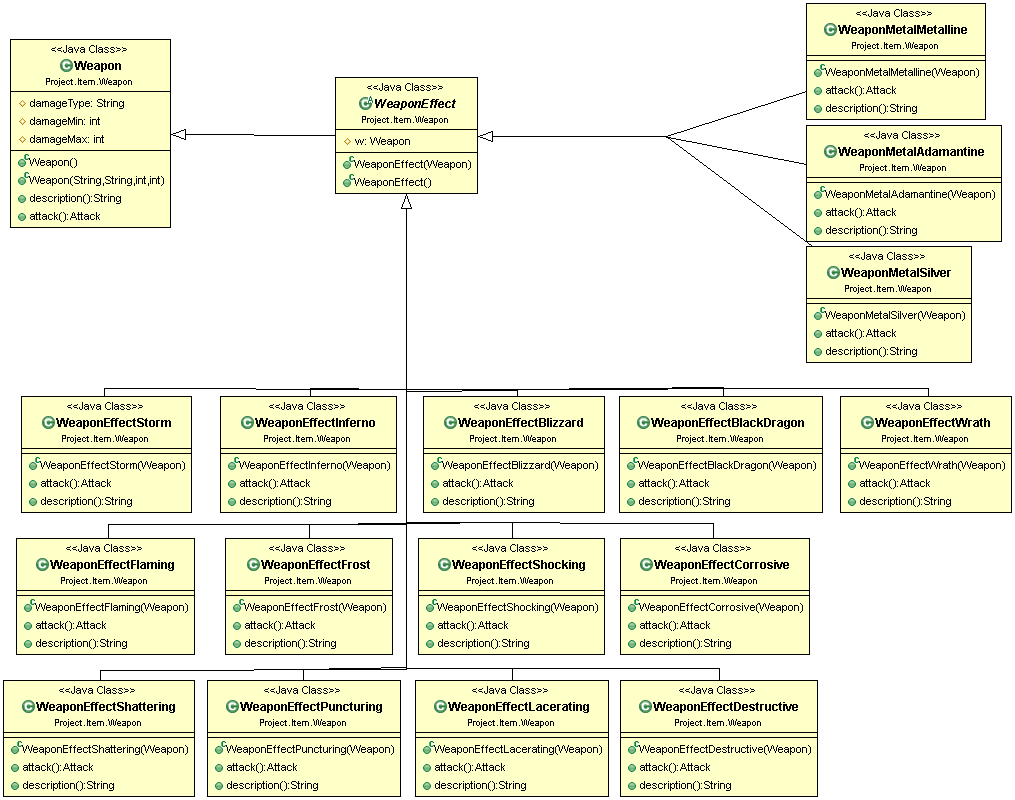 <<Java Class>>
Weapon
Project.Item.Weapon
damageType: String
damageMin: int
damageMax: int
Weapon()
Weapon(String,String,int,int)
description():String
attack():Attack
<<Java Class>>
WeaponEffect
Project.Item.Weapon
w: Weapon
WeaponEffect(Weapon)
WeaponEffect()
<<Java Class>>
WeaponMetalMetalline
Project.Item.Weapon
WeaponMetalMetalline(Weapon)
attack():Attack
description():String
<<Java Class>>
WeaponMetalAdamantine
Project.Item.Weapon
WeaponMetalAdamantine(Weapon)
attack():Attack
description():String
<<Java Class>>
WeaponMetalSilver
Project.Item.Weapon
WeaponMetalSilver(Weapon)
attack():Attack
description():String
<<Java Class>>
WeaponEffectStorm
Project.Item.Weapon
WeaponEffectStorm(Weapon)
attack():Attack
description():String
<<Java Class>>
WeaponEffectInferno
Project.Item.Weapon
WeaponEffectInferno(Weapon)
attack():Attack
description():String
<<Java Class>>
WeaponEffectBlizzard
Project.Item.Weapon
WeaponEffectBlizzard(Weapon)
attack():Attack
description():String
<<Java Class>>
WeaponEffectBlackDragon
Project.Item.Weapon
WeaponEffectBlackDragon(Weapon)
attack():Attack
description():String
<<Java Class>>
WeaponEffectWrath
Project.Item.Weapon
WeaponEffectWrath(Weapon)
attack():Attack
description():String
<<Java Class>>
WeaponEffectFlaming
Project.Item.Weapon
WeaponEffectFlaming(Weapon)
attack():Attack
description():String
<<Java Class>>
WeaponEffectFrost
Project.Item.Weapon
WeaponEffectFrost(Weapon)
attack():Attack
description():String
<<Java Class>>
WeaponEffectShocking
Project.Item.Weapon
WeaponEffectShocking(Weapon)
attack():Attack
description():String
<<Java Class>>
WeaponEffectCorrosive
Project.Item.Weapon
WeaponEffectCorrosive(Weapon)
attack():Attack
description():String
<<Java Class>>
WeaponEffectShattering
Project.Item.Weapon
WeaponEffectShattering(Weapon)
attack():Attack
description():String
<<Java Class>>
WeaponEffectPuncturing
Project.Item.Weapon
WeaponEffectPuncturing(Weapon)
attack():Attack
description():String
<<Java Class>>
WeaponEffectLacerating
Project.Item.Weapon
WeaponEffectLacerating(Weapon)
attack():Attack
description():String
<<Java Class>>
WeaponEffectDestructive
Project.Item.Weapon
WeaponEffectDestructive(Weapon)
attack():Attack
description():String